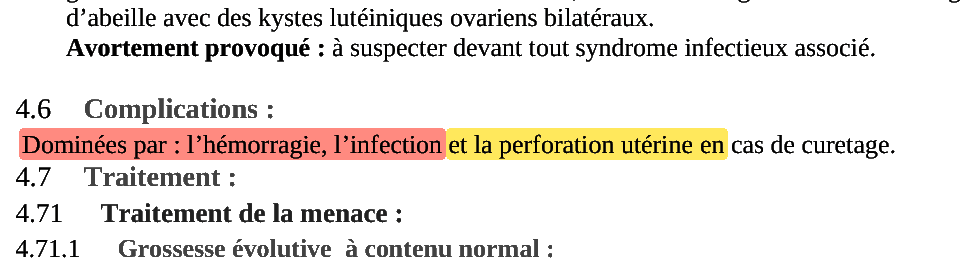 d’abeille avec des kystes lutéiniques ovariens bilatéraux.
Avortement provoqué : à suspecter devant tout syndrome infectieux associé.
4.6 Complications :
Dominées par : l’hémorragie, l’infection et la perforation utérine en cas de curetage.
4.7 Traitement :
4.71 Traitement de la menace :
4.71.1 Grossesse évolutive à contenu normal :